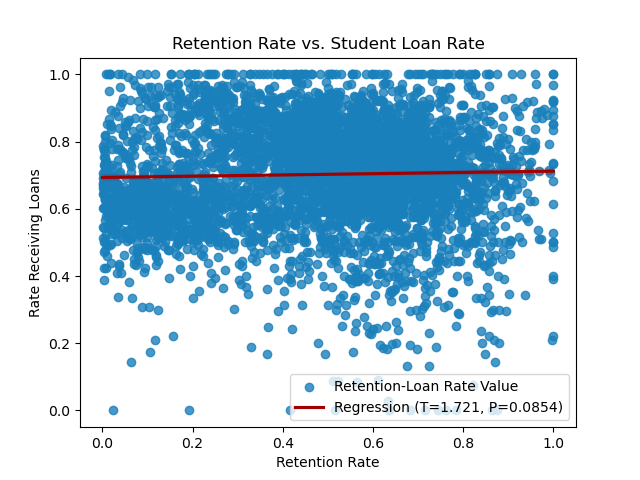 Retention Rate vs. Student Loan Rate
Rate Receiving Loans
1.0
0.8
0.6
0.4
0.2
0.0
Retention-Loan Rate Value
Regression (T=1.721, P=0.0854)
0.0 0.2 0.4 0.6 0.8 1.0
Retention Rate